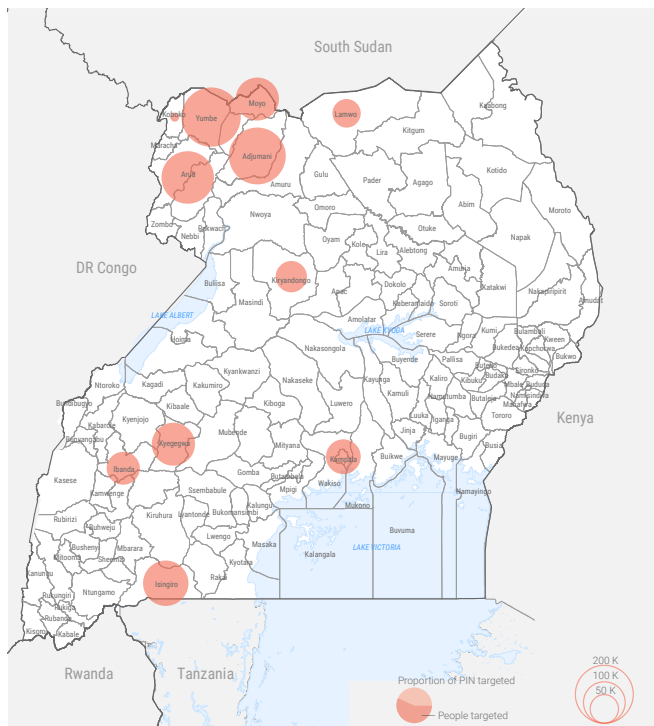 South Sudan
Kaabong
Moyo
Koboko
Yumbe
Lamwo
Kitgum
Maracha
Adjumani
Kotido
Arua
Gulu
Pader
Agago
Amuru
Abim
Moroto
Omoro
Nwoya
Zombo
Pakwach
Nebbi
Otuke
Napak
Oyam
Kole
Lira
Alebtong
DR Congo
Amuria
Kiryandongo
Buliisa
Dokolo
Katakwi
Nakapiripirit
Apac
Amudat
Masindi
Kaberamaido
Soroti
LAKE ALBERT
Amolatar
LAKE KYOGA
Serere
Ngora
Kumi
Bulambuli
Kween
Hoima
Bukedea
Kapchorwa
Nakasongola
Bukwo
Buyende
Pallisa
Butebo
Sironko
Kyankwanzi
Kayunga
Kaliro
Kibuku
Budaka
Mbale
Bududa
Ntoroko
Kagadi
Kakumiro
Nakaseke
Kamuli
Namutumba
Butaleja
Namisindwa
Manafwa
Bundibugyo
Kibaale
Kiboga
Luwero
Luuka
Iganga
Tororo
Kenya
Kabarole
Kyenjojo
Jinja
Bugiri
Bunyangabu
Kyegegwa
Mubende
Mityana
Busia
Ibanda
Kampala
Buikwe
Mayuge
Kasese
Gomba
Butambala
Wakiso
Kamwenge
Ssembabule
Mpigi
Namayingo
Kalungu
Mukono
Rubirizi
Kiruhura
Lyantonde
Bukomansimbi
Buhweju
Buvuma
Lwengo
Masaka
LAKE VICTORIA
Bushenyi
Mbarara
Kalangala
Mitooma
Sheema
Kyotara
Kanungu
Isingiro
Rakai
Rukungiri
Ntungamo
Rukiga
Rubanda
Kisoro
Kabale
Rwanda
Tanzania
Proportion of PIN targeted
People targeted
200 K
100 K
50 K